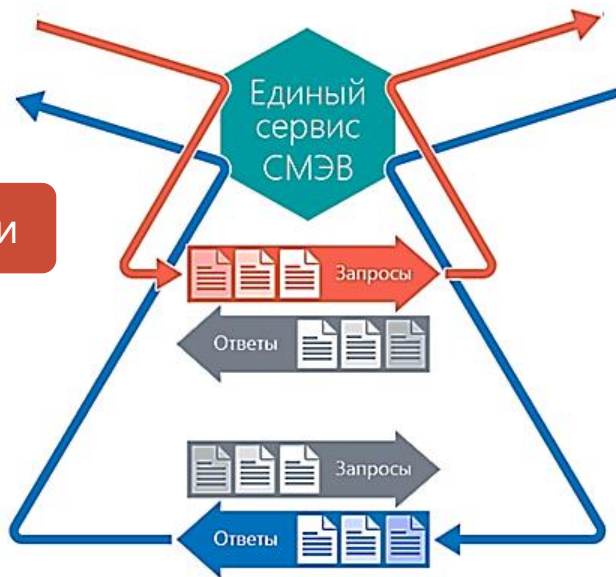 Единый
сервис
СМЭВ
и
Запросы
Ответы
Запросы
Ответы